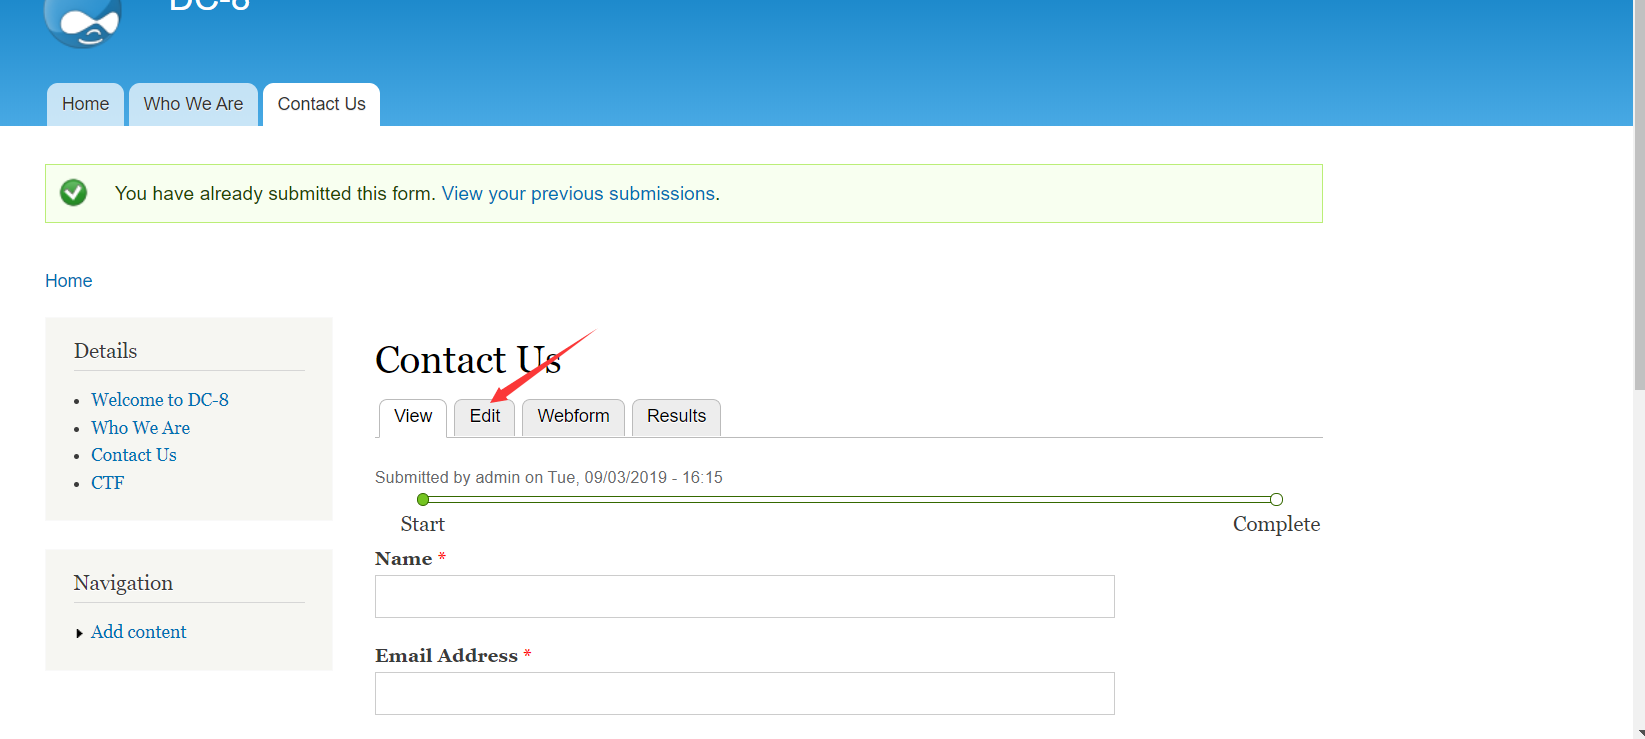 DC-8
Home Who We Are Contact Us
You have already submitted this form. View your previous submissions.
Home
Details
Welcome to DC-8
Who We Are
Contact Us
CTF
Navigation
Add content
Contact Us
View Edit Webform Results
Submitted by admin on Tue, 09/03/2019 - 16:15
Start Complete
Name *
Email Address *